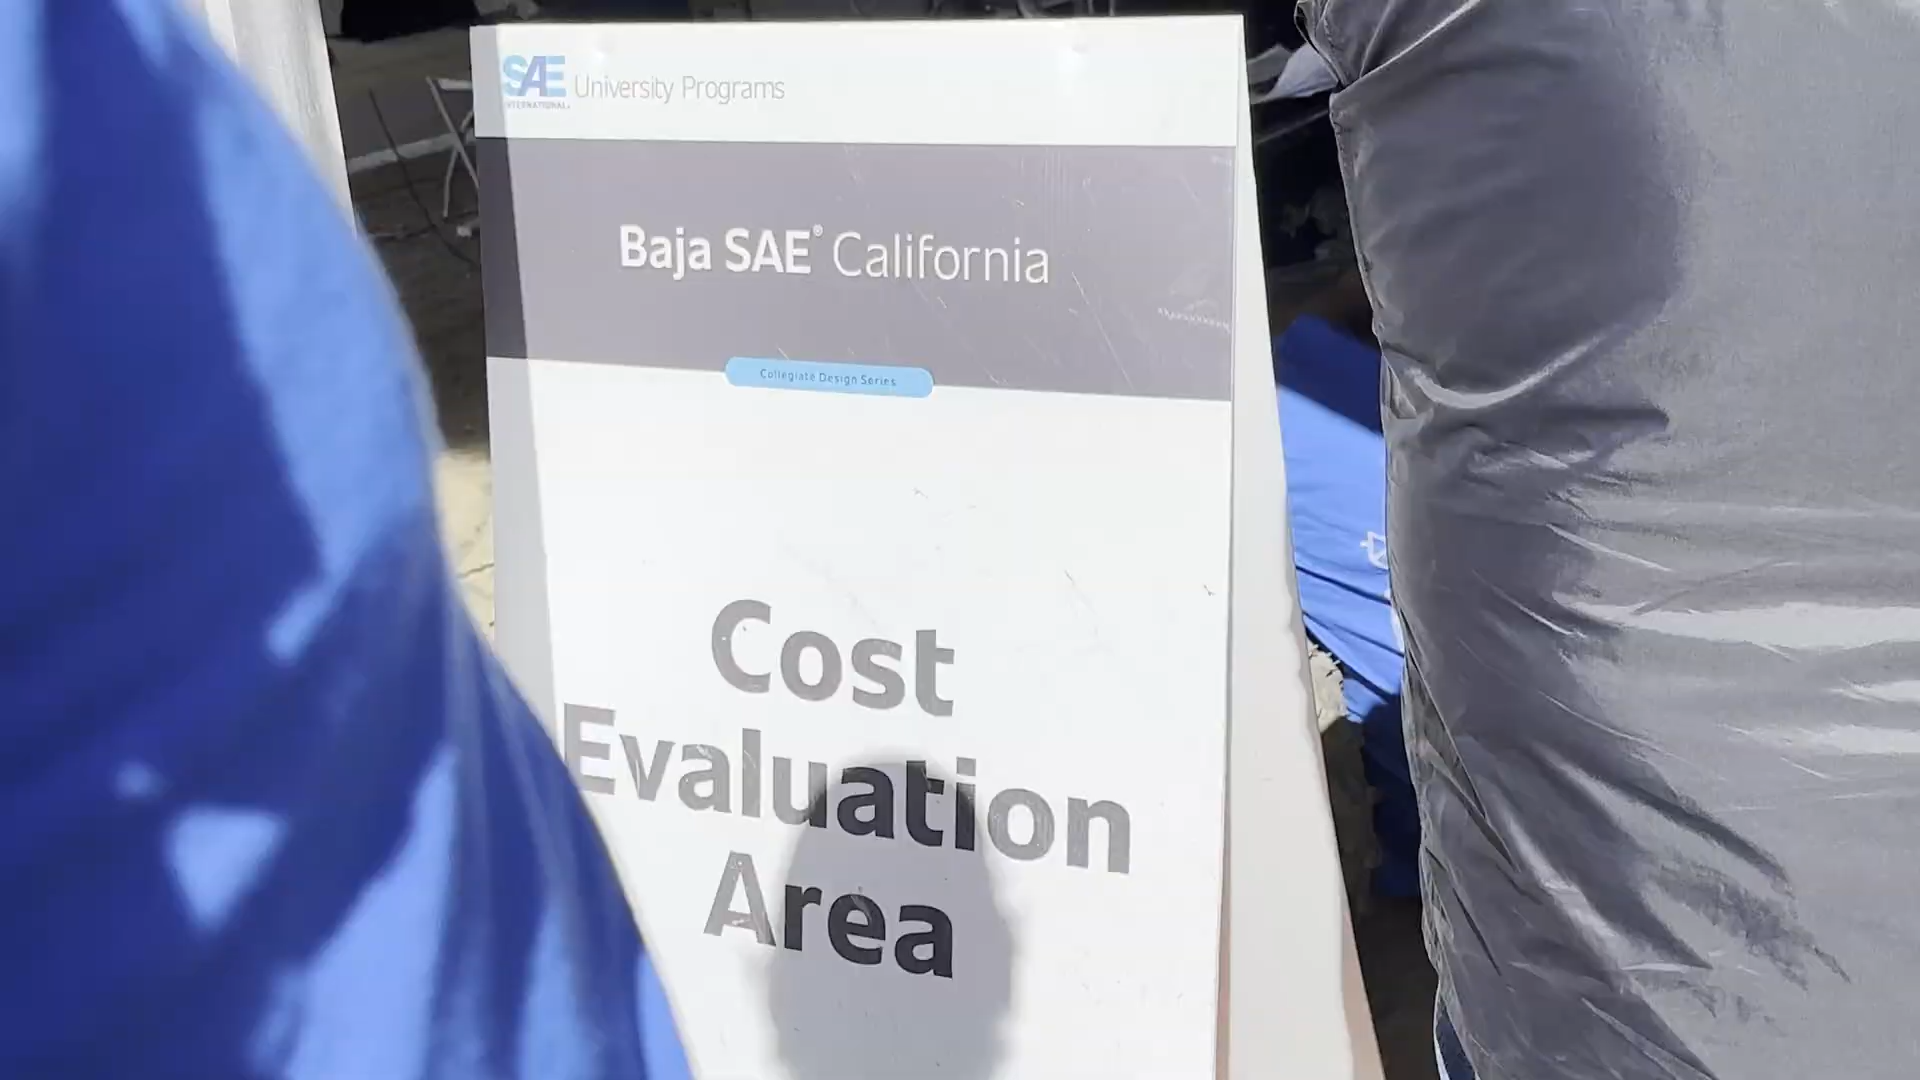 SAE University Programs
INTERNATIONAL
Baja SAE® California
Collegiate Design Series
Cost
Evaluation
Area